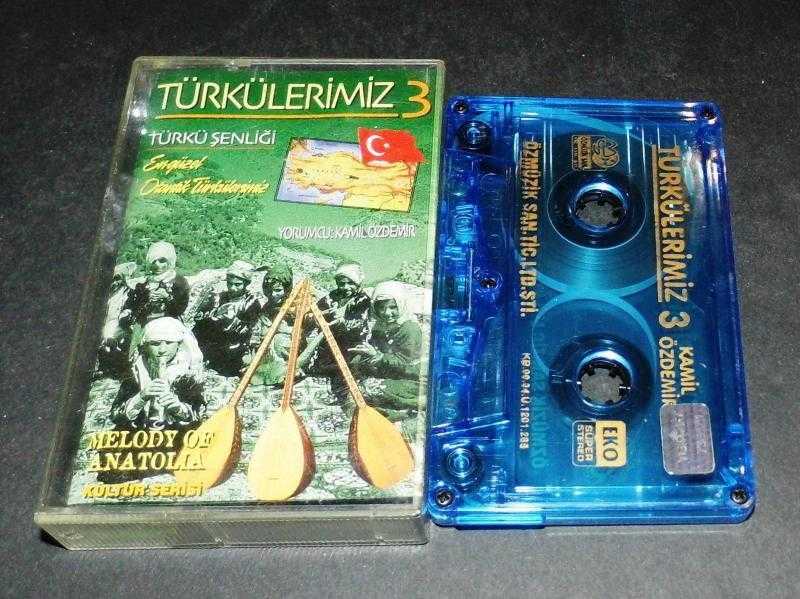 TÜRKÜLERİMİZ 3
TÜRKÜ ŞENLİĞİ
Engüzel
Otantik Türkülerimiz
YORUMCU: KAMİL ÖZDEMİR
MELODY OF
ANATOLIA
KÜLTÜR SERİSİ
TÜRKÜLERİMİZ 3
KAMİL
ÖZDEMİR
ÖZMÜZİK SAN. TİC. LTD. ŞTİ.
EKO
SUPER
STEREO